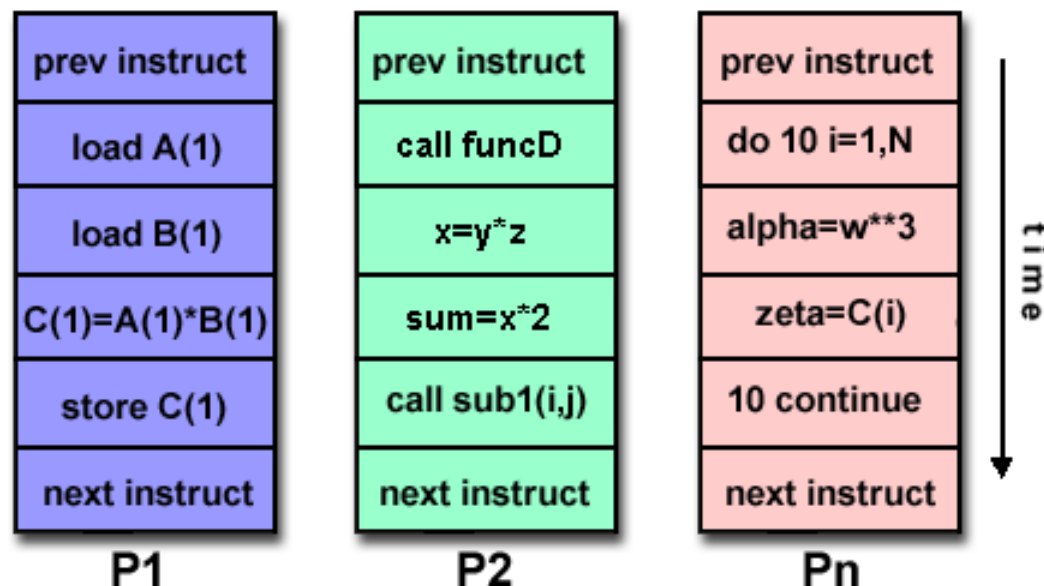 prev instruct
load A(1)
load B(1)
C(1)=A(1)*B(1)
store C(1)
next instruct
P1
prev instruct
call funcD
x=y*z
sum=x*2
call sub1(i,j)
next instruct
P2
prev instruct
do 10 i=1,N
alpha=w**3
zeta=C(i)
10 continue
next instruct
Pn
time